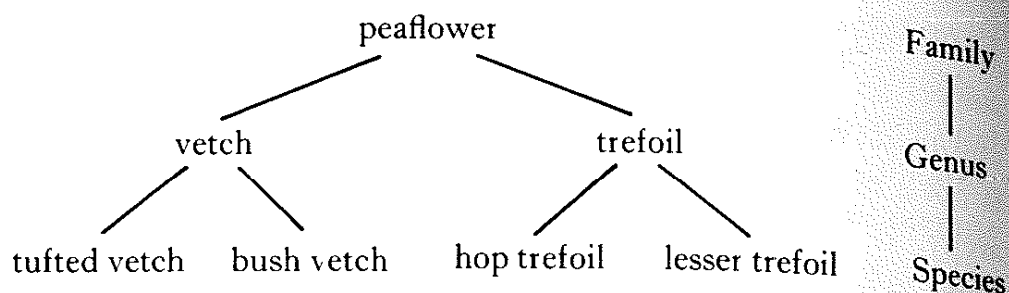 peaflower
Family
vetch
trefoil
Genus
tufted vetch
bush vetch
hop trefoil
lesser trefoil
Species